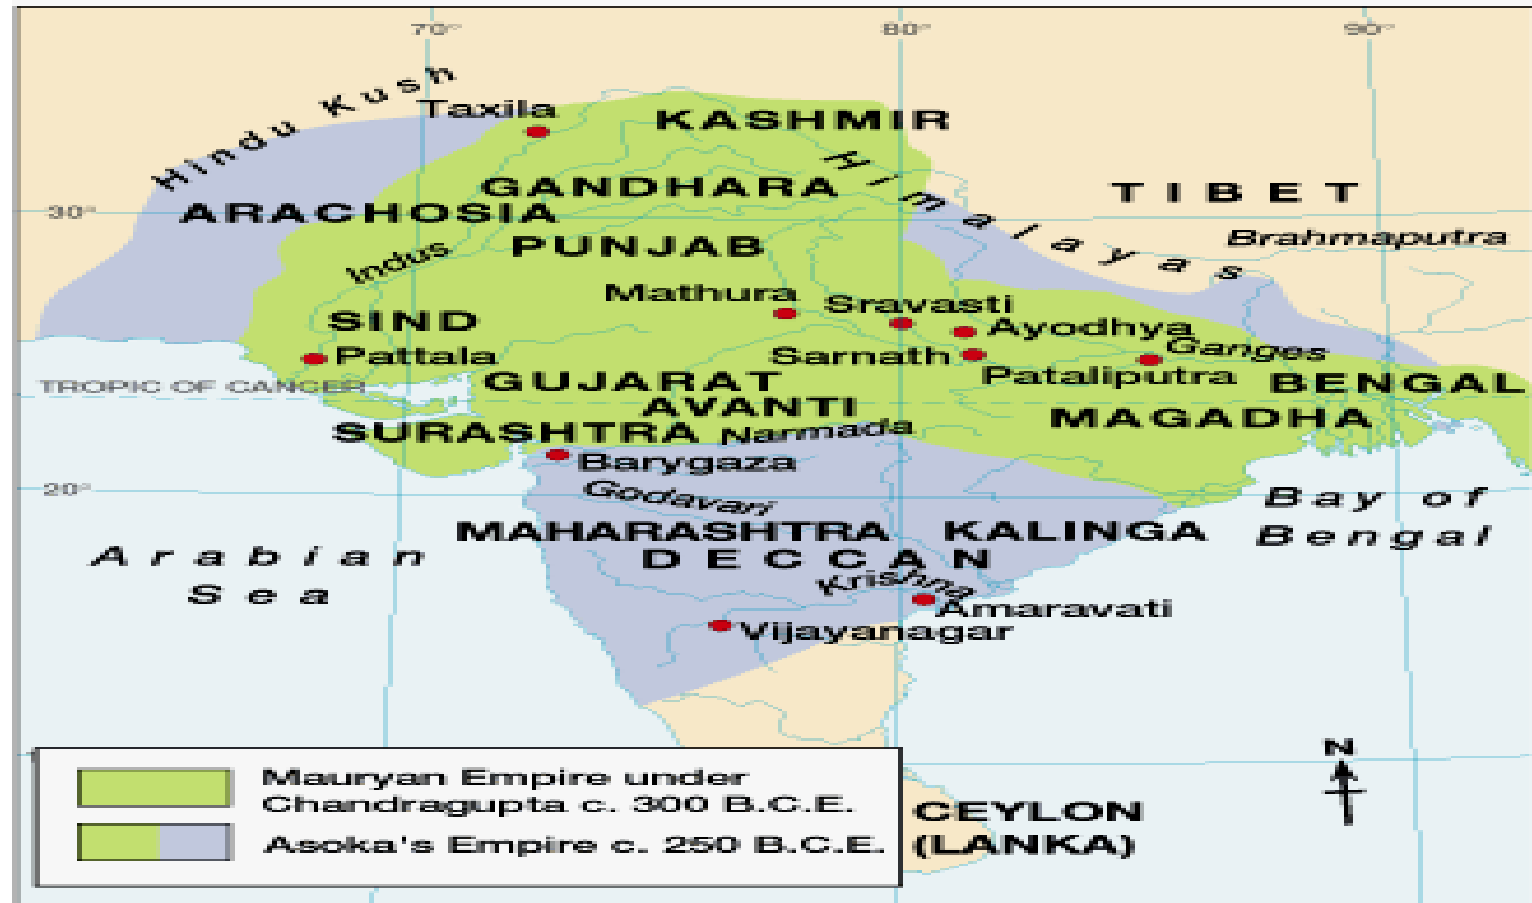 70°
80°
90°
Hindu Kush
Taxila
KASHMIR
Himalayas
GANDHARA
TIBET
30°
ARACHOSIA
PUNJAB
Brahmaputra
Indus
Mathura
Sravasti
SIND
Ayodhya
Pattala
Sarnath
Ganges
TROPIC OF CANCER
GUJARAT
Pataliputra
BENGAL
AVANTI
MAGADHA
SURASHTRA
Narmada
Barygaza
20°
Godavari
Bay of
Bengal
MAHARASHTRA
KALINGA
Arabian
Sea
DECCAN
Krishna
Amaravati
Vijayanagar
N
Mauryan Empire under
Chandragupta c. 300 B.C.E.
Asoka's Empire c. 250 B.C.E.
CEYLON
(LANKA)